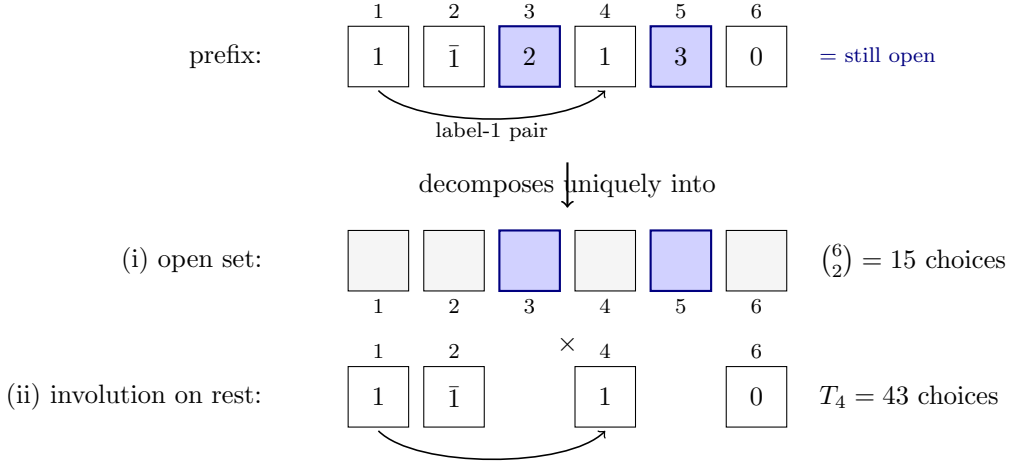 1 2 3 4 5 6
prefix: 1 1̄ 2 1 3 0 = still open
label-1 pair
decomposes uniquely into
(i) open set: (6 2) = 15 choices
1 2 3 4 5 6
×
1 2 4 6
(ii) involution on rest: 1 1̄ 1 0 T₄ = 43 choices